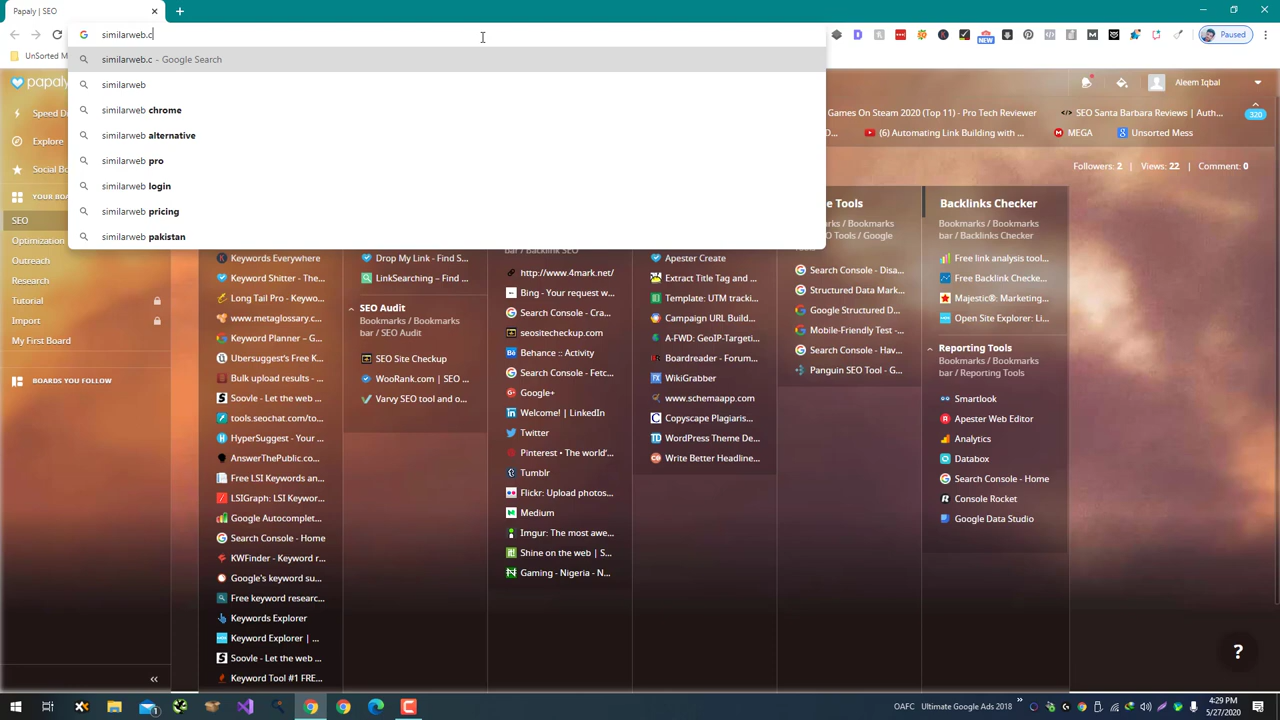 Papaly | SEO
similarweb.c
Paused
similarweb.c - Google Search
similarweb
similarweb chrome
similarweb alternative
similarweb pro
similarweb login
similarweb pricing
similarweb pakistan
UnSorted M
papaly
Speed D
Explore
Social Bo
YOUR BOA
SEO
Optimization
Outreach
Research
Tutorial
Import
My First Board
BOARDS YOU FOLLOW
NEW
Aleem Iqbal
Games On Steam 2020 (Top 11) - Pro Tech Reviewer
SEO Santa Barbara Reviews | Auth...
320
D...
(6) Automating Link Building with ...
MEGA
Unsorted Mess
Followers: 2 | Views: 22 | Comment: 0
Keywords Everywhere
Keyword Shitter - The...
Long Tail Pro - Keywo...
www.metaglossary.c...
Keyword Planner – G...
Ubersuggest's Free K...
Bulk upload results - ...
Soovle - Let the web ...
tools.seochat.com/to...
HyperSuggest - Your ...
AnswerThePublic.co...
Free LSI Keywords an...
LSIGraph: LSI Keywor...
Google Autocomplet...
Search Console - Home
KWFinder - Keyword r...
Google's keyword su...
Free keyword researc...
Keywords Explorer
Keyword Explorer | ...
Soovle - Let the web ...
Keyword Tool #1 FRE...
Drop My Link - Find S...
LinkSearching – Find ...
SEO Audit
Bookmarks / Bookmarks
bar / SEO Audit
SEO Site Checkup
WooRank.com | SEO ...
Varvy SEO tool and o...
bar / Backlink SEO
http://www.4mark.net/
Bing - Your request w...
Search Console - Cra...
seositecheckup.com
Behance :: Activity
Search Console - Fetc...
Google+
Welcome! | LinkedIn
Twitter
Pinterest • The world'...
Tumblr
Flickr: Upload photos...
Medium
Imgur: The most awe...
Shine on the web | S...
Gaming - Nigeria - N...
Apester Create
Extract Title Tag and ...
Template: UTM tracki...
Campaign URL Build...
A-FWD: GeoIP-Targeti...
Boardreader - Forum...
WikiGrabber
www.schemaapp.com
Copyscape Plagiaris...
WordPress Theme De...
Write Better Headline...
e Tools
Bookmarks / Bookmarks
O Tools / Google
Search Console - Disa...
Structured Data Mark...
Google Structured D...
Mobile-Friendly Test -...
Search Console - Hav...
Panguin SEO Tool - G...
Backlinks Checker
Bookmarks / Bookmarks
bar / Backlinks Checker
Free link analysis tool...
Free Backlink Checke...
Majestic®: Marketing...
Open Site Explorer: Li...
Reporting Tools
Bookmarks / Bookmarks
bar / Reporting Tools
Smartlook
Apester Web Editor
Analytics
Databox
Search Console - Home
Console Rocket
Google Data Studio
?
OAFC
Ultimate Google Ads 2018
4:29 PM
5/27/2020